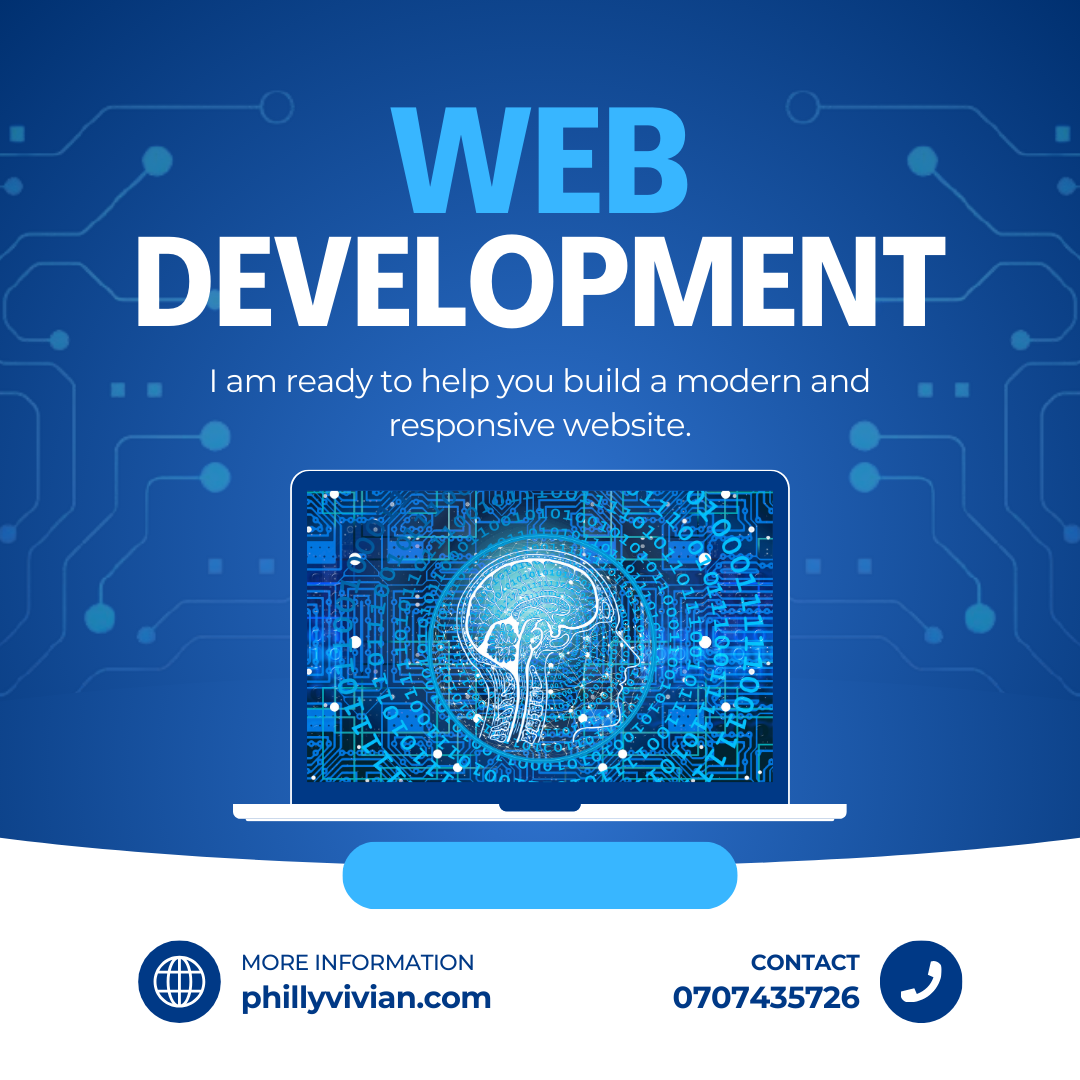 WEB
DEVELOPMENT
I am ready to help you build a modern and
responsive website.
MORE INFORMATION
phillyvivian.com
CONTACT
0707435726